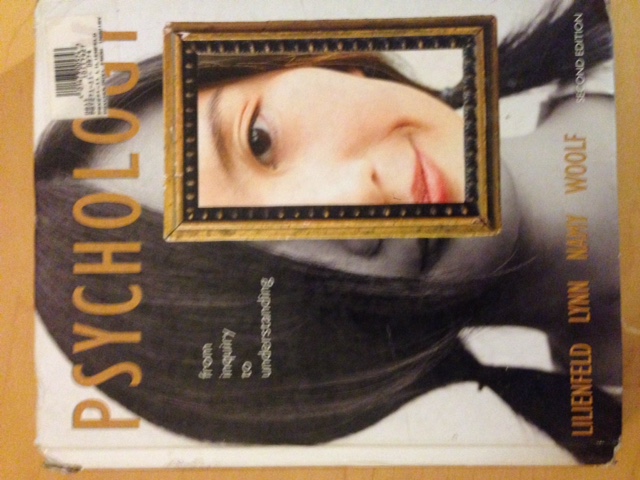 PSYCHOLOGY
from
inquiry
to
understanding
LILIENFELD LYNN NAMY WOOLF
SECOND EDITION